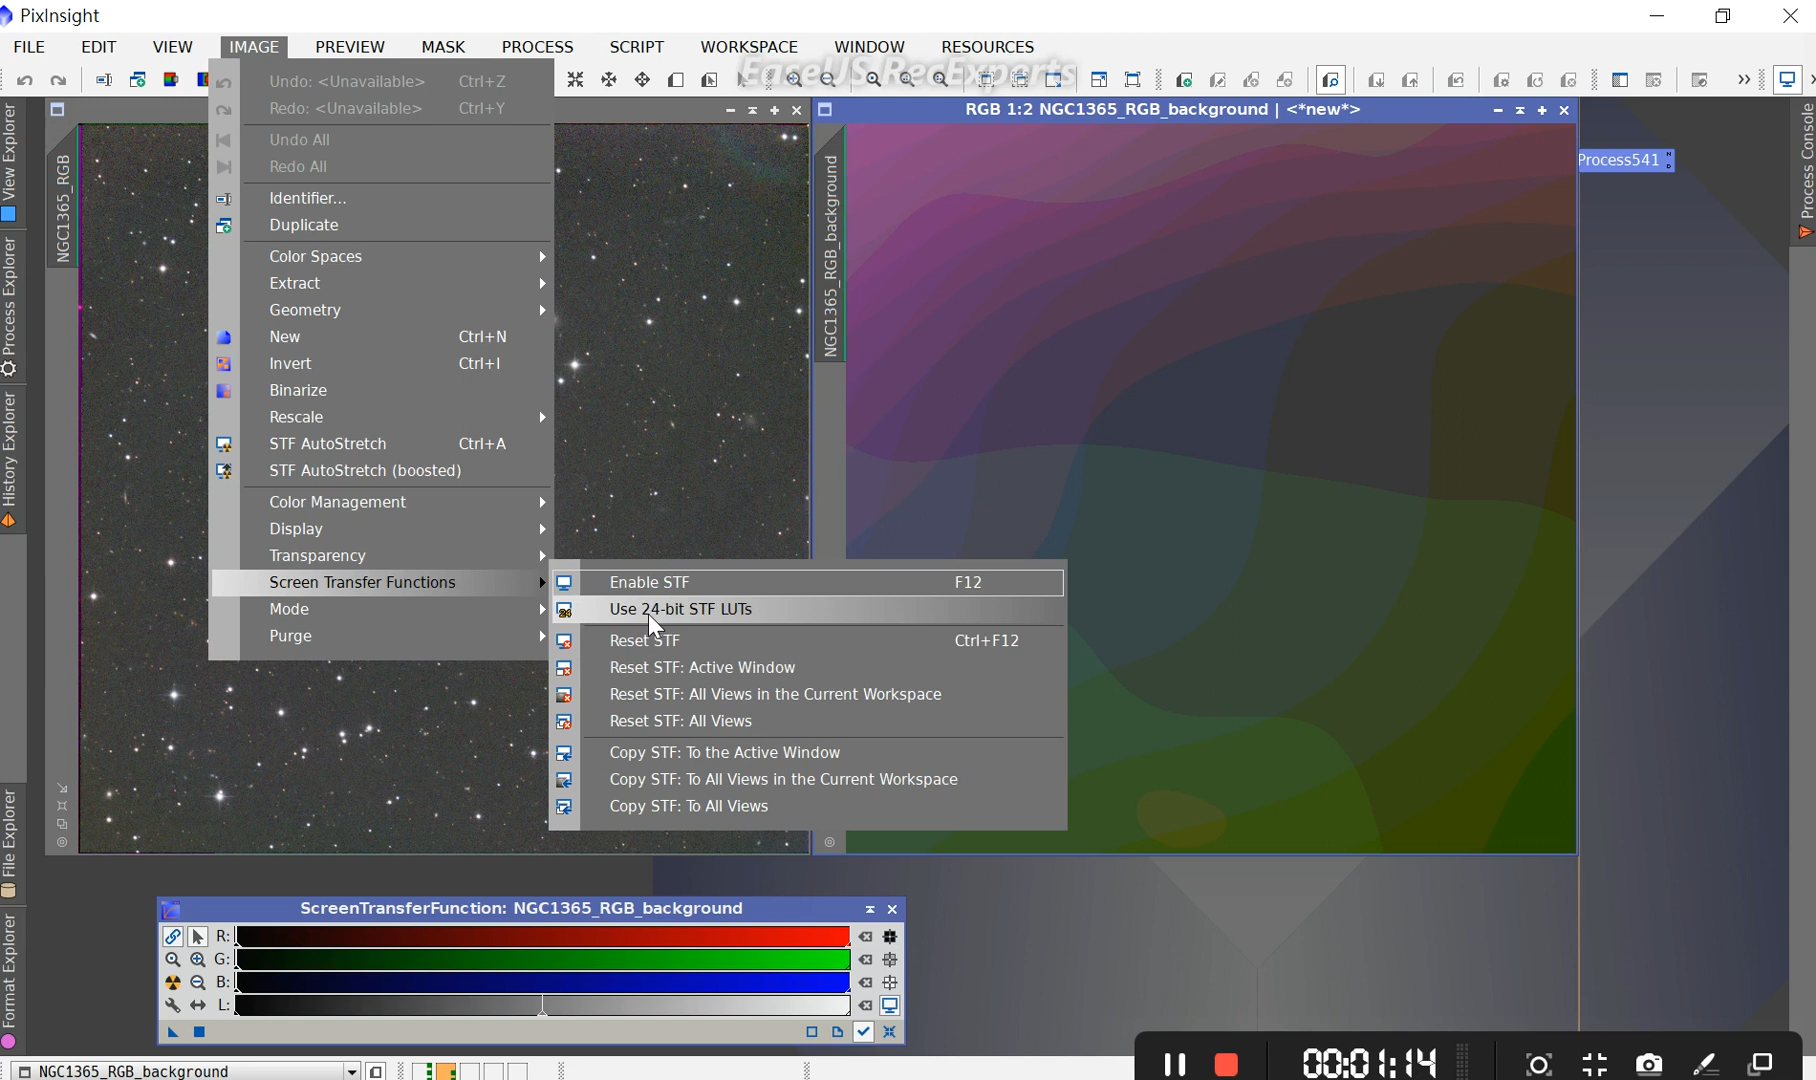 PixInsight
FILE EDIT VIEW IMAGE PREVIEW MASK PROCESS SCRIPT WORKSPACE WINDOW RESOURCES
EaseUS RecExperts
Undo: <Unavailable> Ctrl+Z
Redo: <Unavailable> Ctrl+Y
Undo All
Redo All
Identifier...
Duplicate
Color Spaces
Extract
Geometry
New Ctrl+N
Invert Ctrl+I
Binarize
Rescale
STF AutoStretch Ctrl+A
STF AutoStretch (boosted)
Color Management
Display
Transparency
Screen Transfer Functions
Mode
Purge
Enable STF F12
24 Use 24-bit STF LUTs
Reset STF Ctrl+F12
Reset STF: Active Window
Reset STF: All Views in the Current Workspace
Reset STF: All Views
Copy STF: To the Active Window
Copy STF: To All Views in the Current Workspace
Copy STF: To All Views
RGB 1:2 NGC1365_RGB_background | <*new*>
NGC1365_RGB
NGC1365_RGB_background
Process541
View Explorer
Process Explorer
History Explorer
File Explorer
Format Explorer
Process Console
ScreenTransferFunction: NGC1365_RGB_background
R:
G:
B:
L:
NGC1365_RGB_background
00:01:14